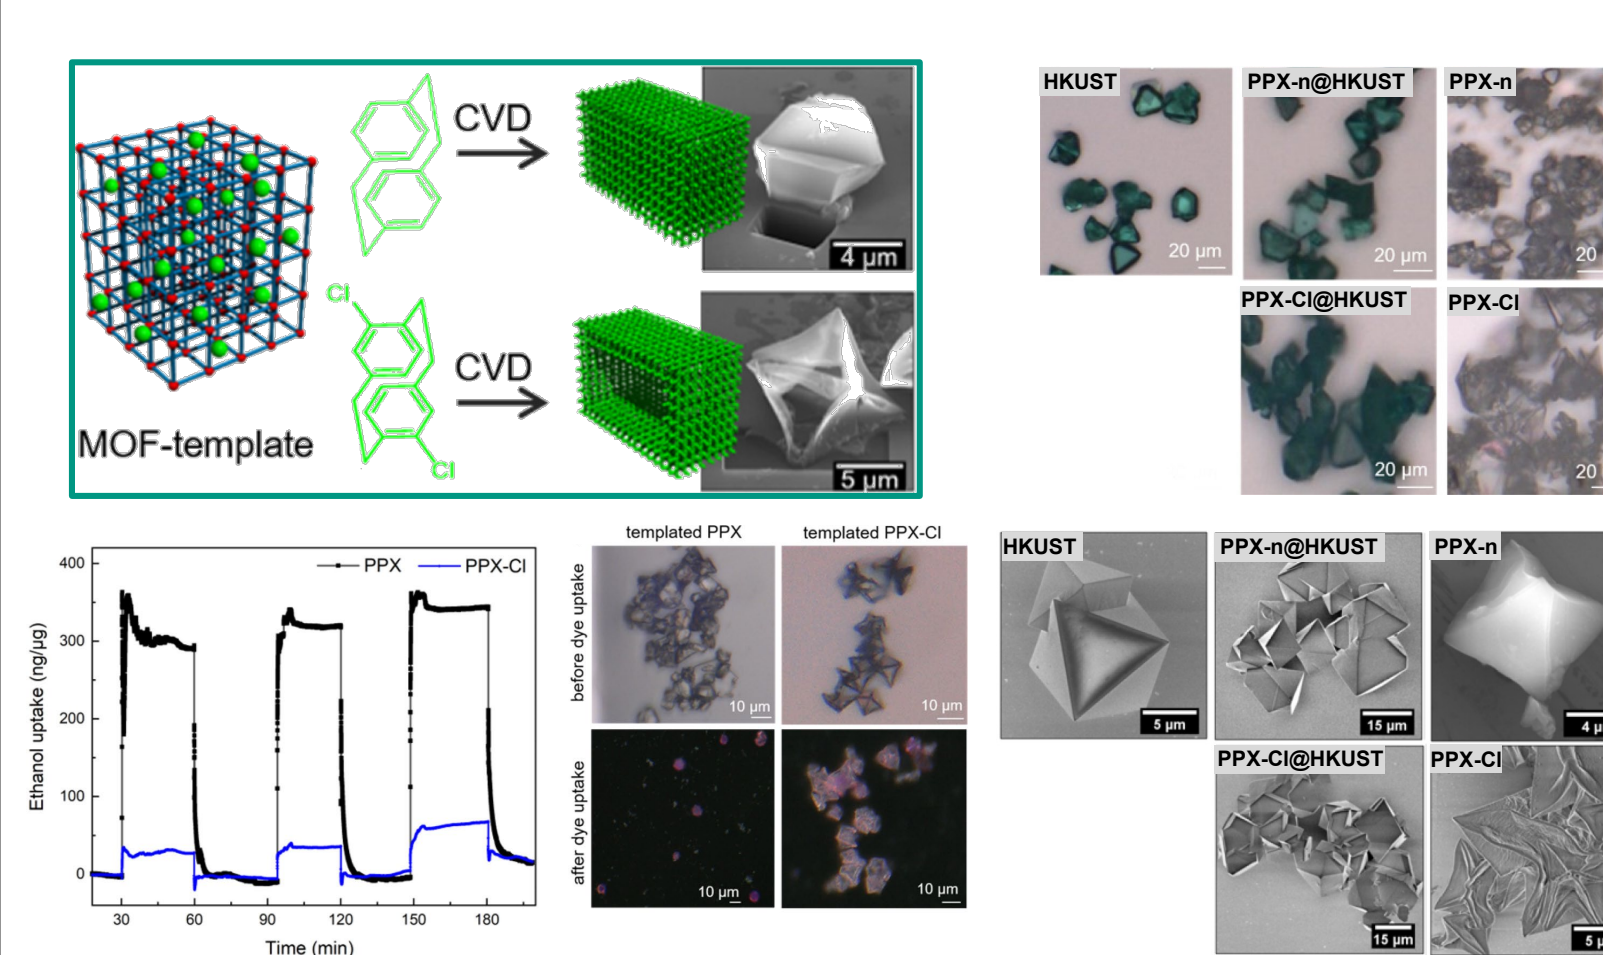 CVD
4 µm
Cl
CVD
Cl
5 µm
MOF-template
HKUST
20 µm
PPX-n@HKUST
20 µm
PPX-n
20
PPX-Cl@HKUST
20 µm
PPX-Cl
20
Ethanol uptake (ng/µg)
400
300
200
100
0
PPX
PPX-Cl
30
60
90
120
150
180
Time (min)
templated PPX
templated PPX-Cl
before dye uptake
10 µm
10 µm
after dye uptake
10 µm
10 µm
HKUST
5 µm
PPX-n@HKUST
15 µm
PPX-n
4 µ
PPX-Cl@HKUST
15 µm
PPX-Cl
5 µ